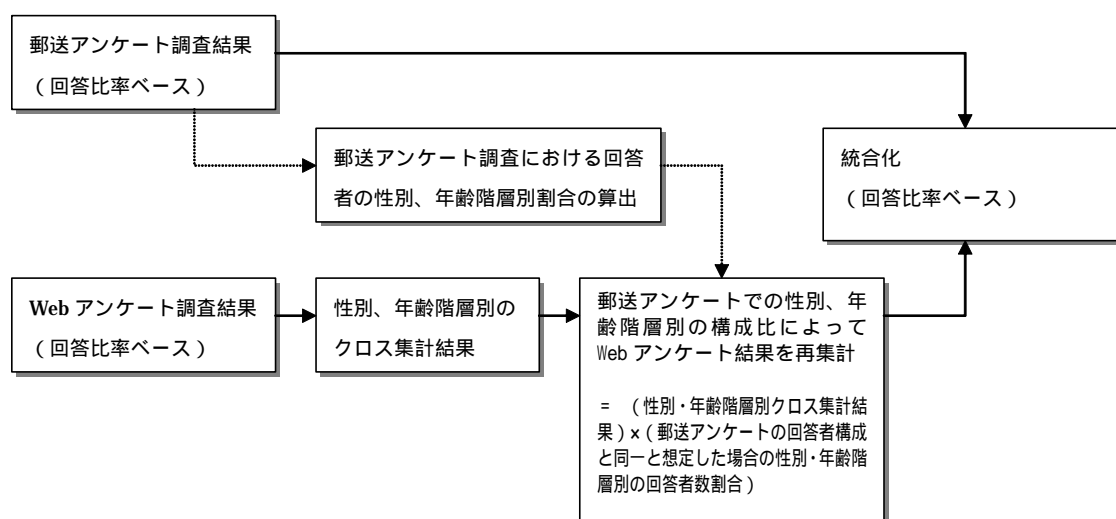 郵送アンケート調査結果
（回答比率ベース）
郵送アンケート調査における回答
者の性別、年齢階層別割合の算出
統合化
（回答比率ベース）
Web アンケート調査結果
（回答比率ベース）
性別、年齢階層別の
クロス集計結果
郵送アンケートでの性別、年
齢階層別の構成比によって
Web アンケート結果を再集計
= （性別・年齢階層別クロス集計結
果）×（郵送アンケートの回答者構成
と同一と想定した場合の性別・年齢階
層別の回答者数割合）